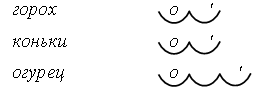 горох о ′
коньки о ′
огурец о ′